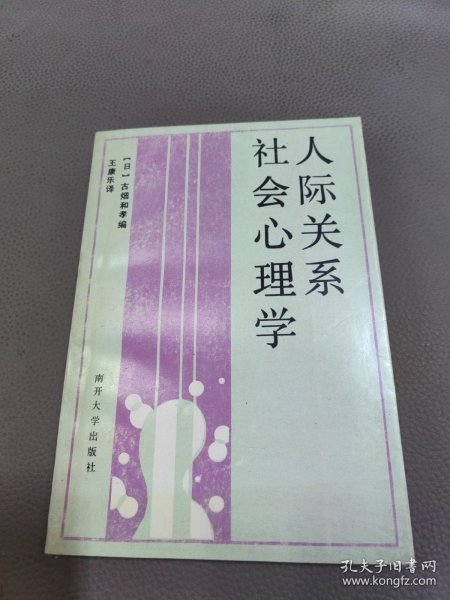 人际关系
社会心理学
【日】古畑和孝编
王康乐译
南开大学出版社
孔夫子旧书网
www.kongfz.com